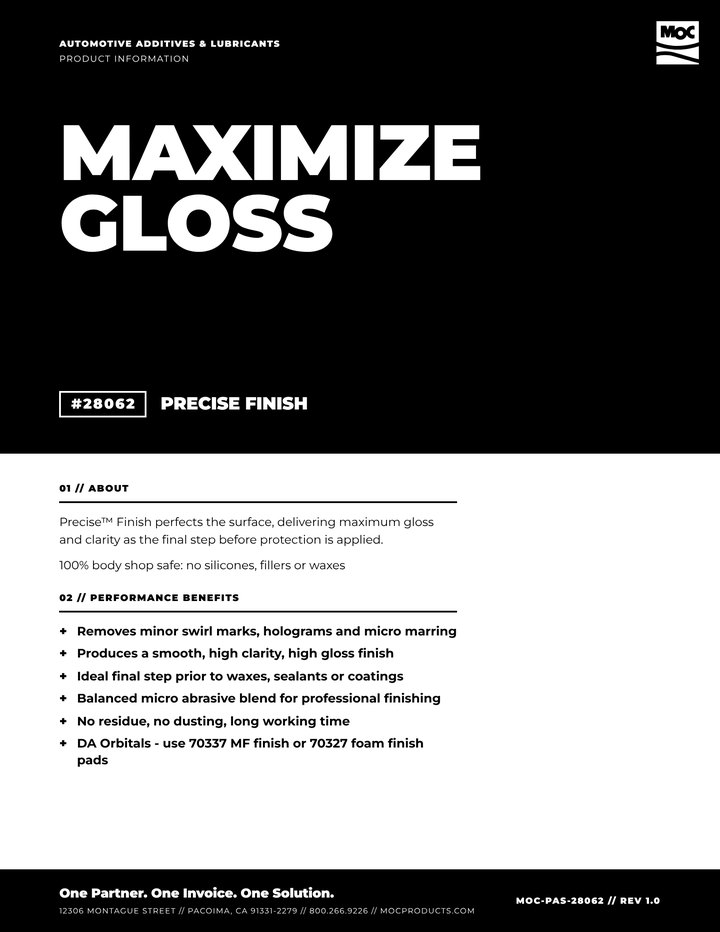 AUTOMOTIVE ADDITIVES & LUBRICANTS
PRODUCT INFORMATION
MOC
MAXIMIZE
GLOSS
#28062 PRECISE FINISH
01 // ABOUT
Precise™ Finish perfects the surface, delivering maximum gloss
and clarity as the final step before protection is applied.
100% body shop safe: no silicones, fillers or waxes
02 // PERFORMANCE BENEFITS
+ Removes minor swirl marks, holograms and micro marring
+ Produces a smooth, high clarity, high gloss finish
+ Ideal final step prior to waxes, sealants or coatings
+ Balanced micro abrasive blend for professional finishing
+ No residue, no dusting, long working time
+ DA Orbitals - use 70337 MF finish or 70327 foam finish
pads
One Partner. One Invoice. One Solution.
12306 MONTAGUE STREET // PACOIMA, CA 91331-2279 // 800.266.9226 // MOCPRODUCTS.COM
MOC-PAS-28062 // REV 1.0